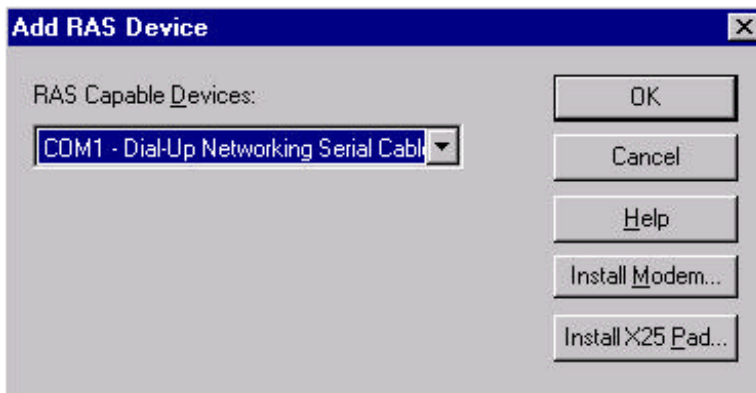 Add RAS Device
RAS Capable Devices:
COM1 - Dial-Up Networking Serial Cable
OK
Cancel
Help
Install Modem...
Install X25 Pad...